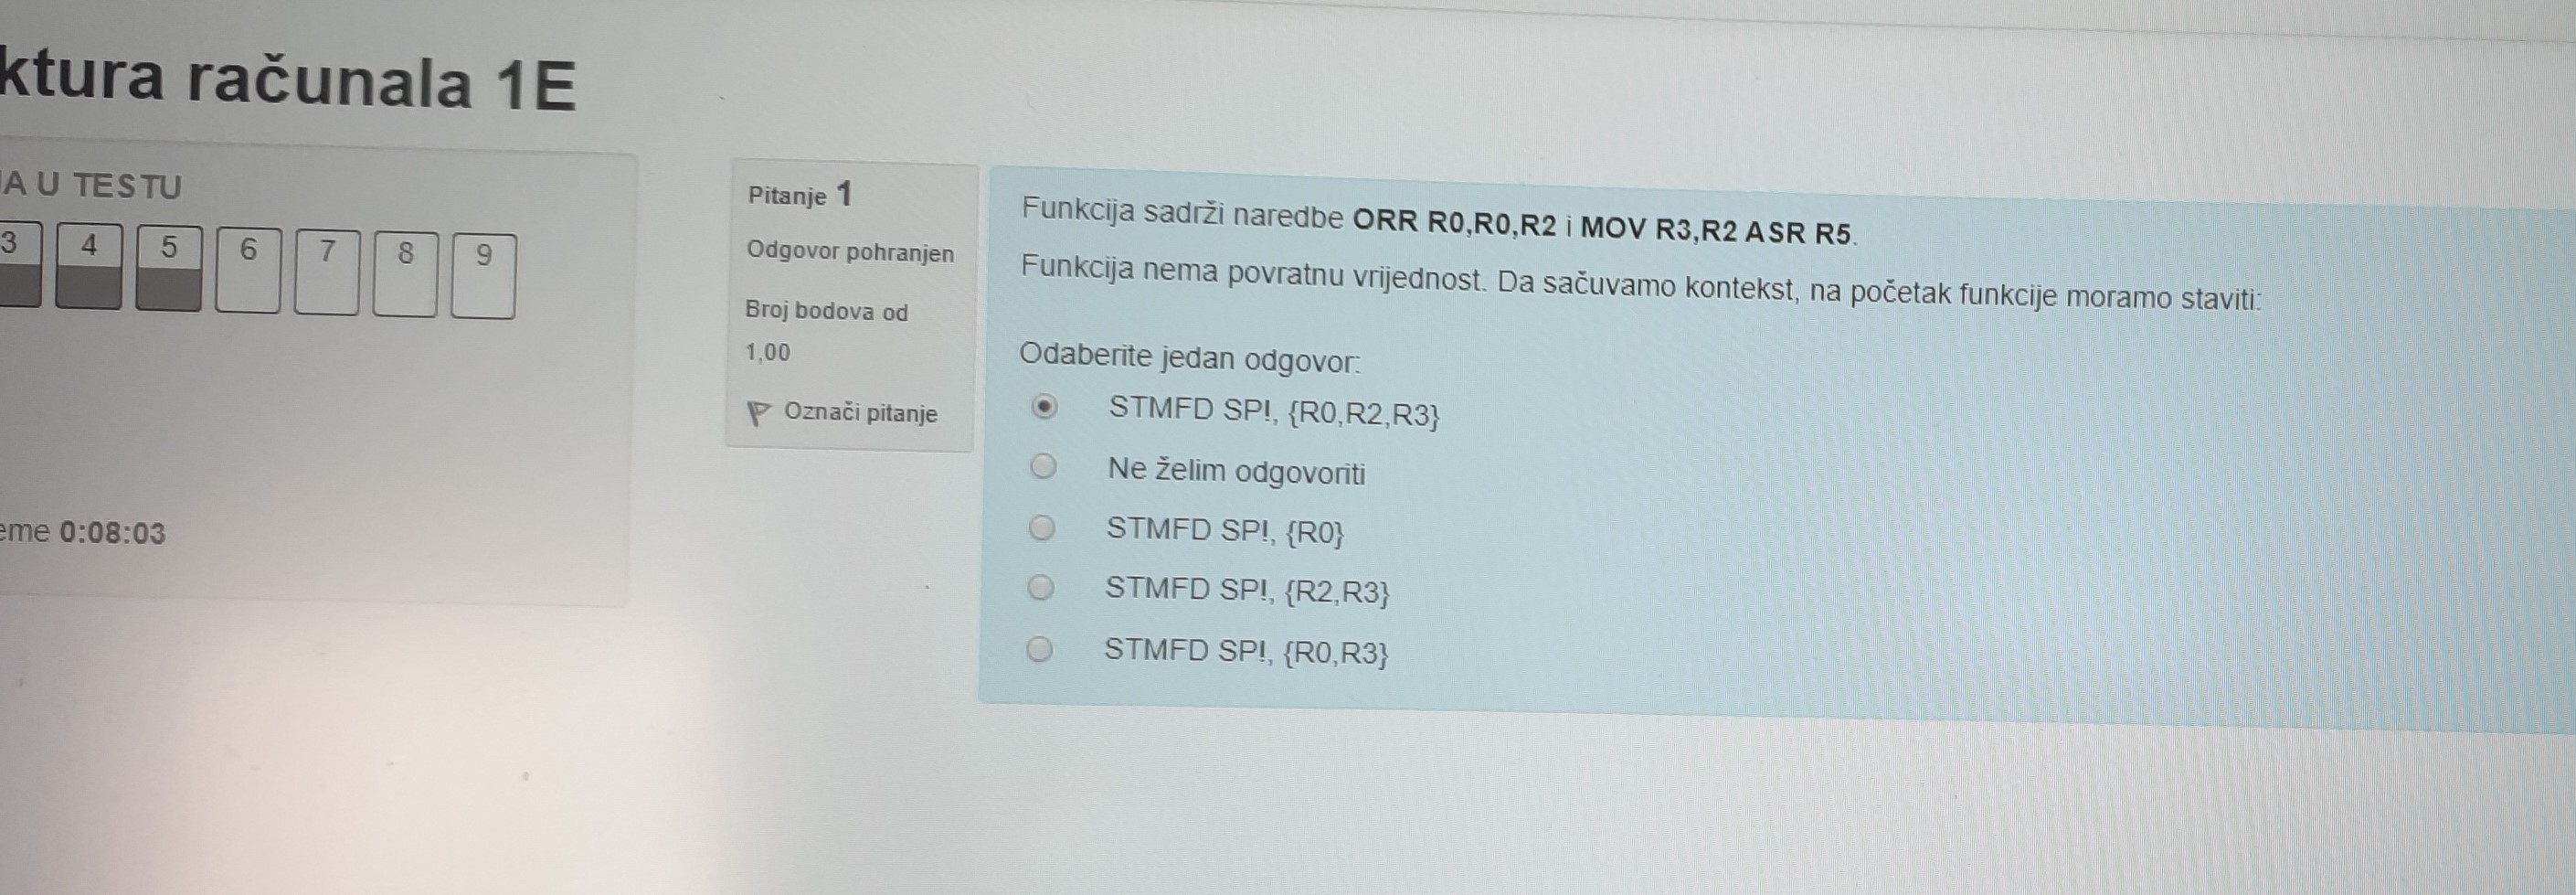 ktura računala 1E
A U TESTU
3 4 5 6 7 8 9
eme 0:08:03
Pitanje 1
Odgovor pohranjen
Broj bodova od
1,00
Označi pitanje
Funkcija sadrži naredbe ORR R0,R0,R2 i MOV R3,R2 ASR R5.
Funkcija nema povratnu vrijednost. Da sačuvamo kontekst, na početak funkcije moramo staviti:
Odaberite jedan odgovor:
STMFD SP!, {R0,R2,R3}
Ne želim odgovoriti
STMFD SP!, {R0}
STMFD SP!, {R2,R3}
STMFD SP!, {R0,R3}